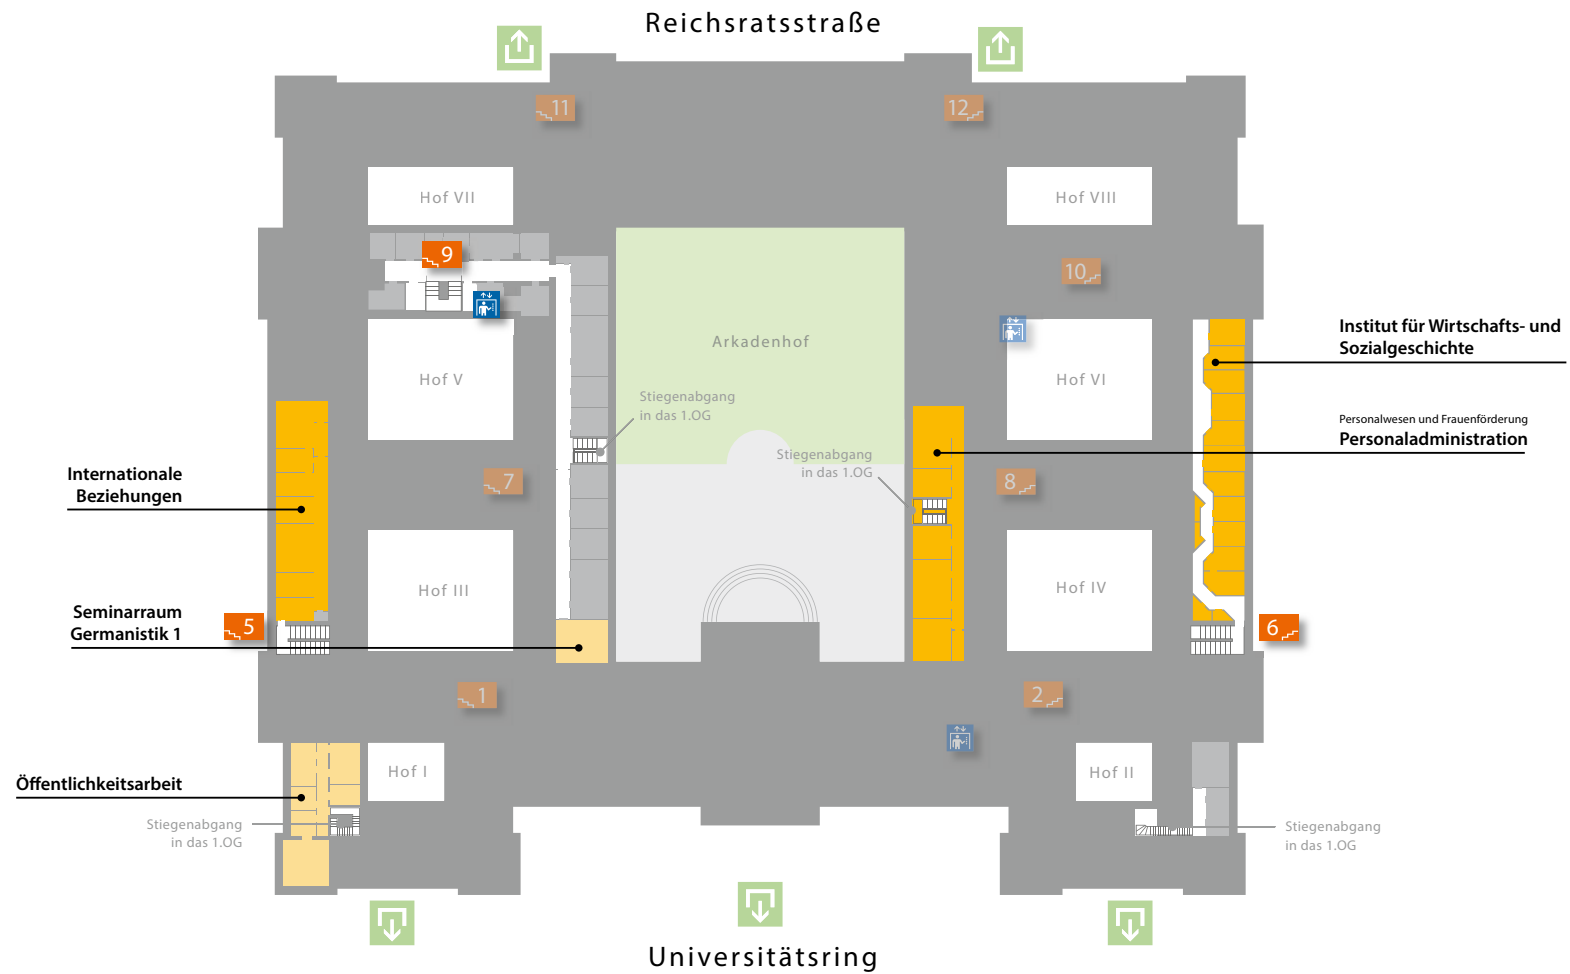 Reichsratsstraße
11
12
Hof VII
Hof VIII
9
10
Arkadenhof
Institut für Wirtschafts- und
Sozialgeschichte
Hof V
Hof VI
Stiegenabgang
in das 1.OG
Personalwesen und Frauenförderung
Personaladministration
Stiegenabgang
in das 1.OG
Internationale
Beziehungen
7
8
Hof III
Hof IV
Seminarraum
Germanistik 1
5
6
1
2
Hof I
Hof II
Öffentlichkeitsarbeit
Stiegenabgang
in das 1.OG
Stiegenabgang
in das 1.OG
Universitätsring